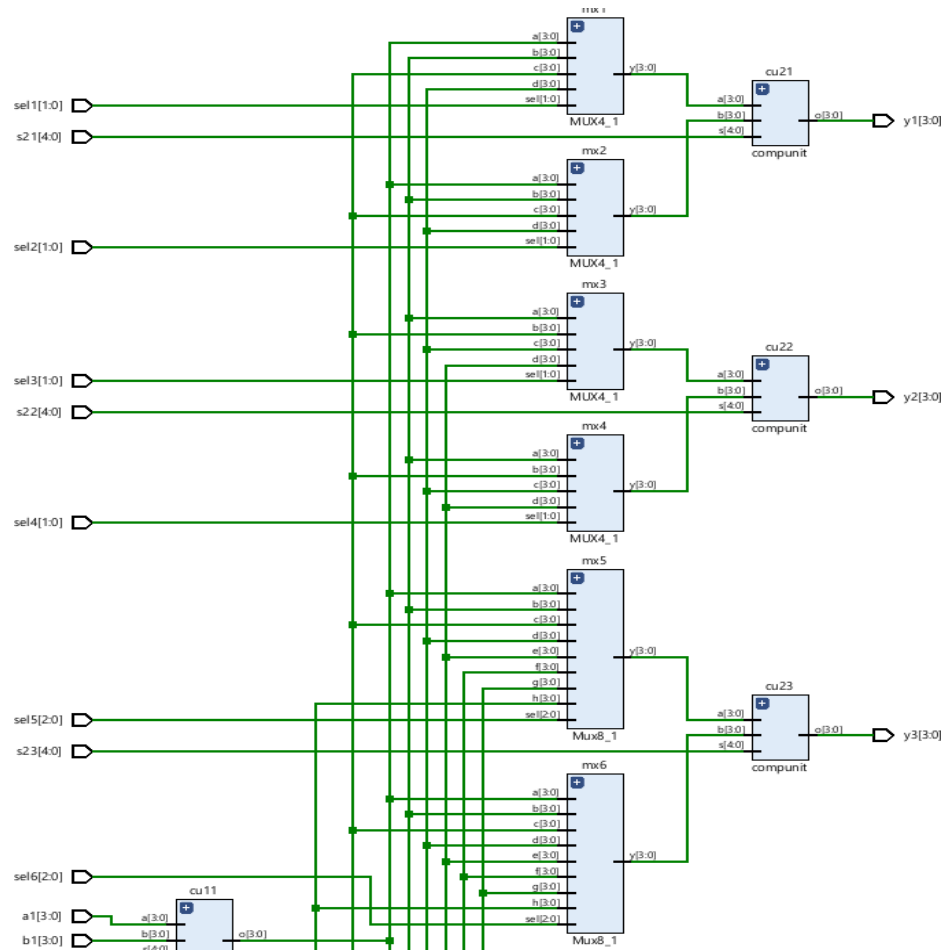 mx1
a[3:0]
b[3:0]
c[3:0]
d[3:0]
sel[1:0]
y[3:0]
MUX4_1
sel1[1:0]
s21[4:0]
cu21
a[3:0]
b[3:0]
s[4:0]
o[3:0]
compunit
y1[3:0]
mx2
a[3:0]
b[3:0]
c[3:0]
d[3:0]
sel[1:0]
y[3:0]
MUX4_1
sel2[1:0]
mx3
a[3:0]
b[3:0]
c[3:0]
d[3:0]
sel[1:0]
y[3:0]
MUX4_1
sel3[1:0]
s22[4:0]
cu22
a[3:0]
b[3:0]
s[4:0]
o[3:0]
compunit
y2[3:0]
mx4
a[3:0]
b[3:0]
c[3:0]
d[3:0]
sel[1:0]
y[3:0]
MUX4_1
sel4[1:0]
mx5
a[3:0]
b[3:0]
c[3:0]
d[3:0]
e[3:0]
f[3:0]
g[3:0]
h[3:0]
sel[2:0]
y[3:0]
Mux8_1
sel5[2:0]
s23[4:0]
cu23
a[3:0]
b[3:0]
s[4:0]
o[3:0]
compunit
y3[3:0]
mx6
a[3:0]
b[3:0]
c[3:0]
d[3:0]
e[3:0]
f[3:0]
g[3:0]
h[3:0]
sel[2:0]
y[3:0]
Mux8_1
sel6[2:0]
cu11
a1[3:0]
a[3:0]
b1[3:0]
b[3:0]
o[3:0]
s[4:0]